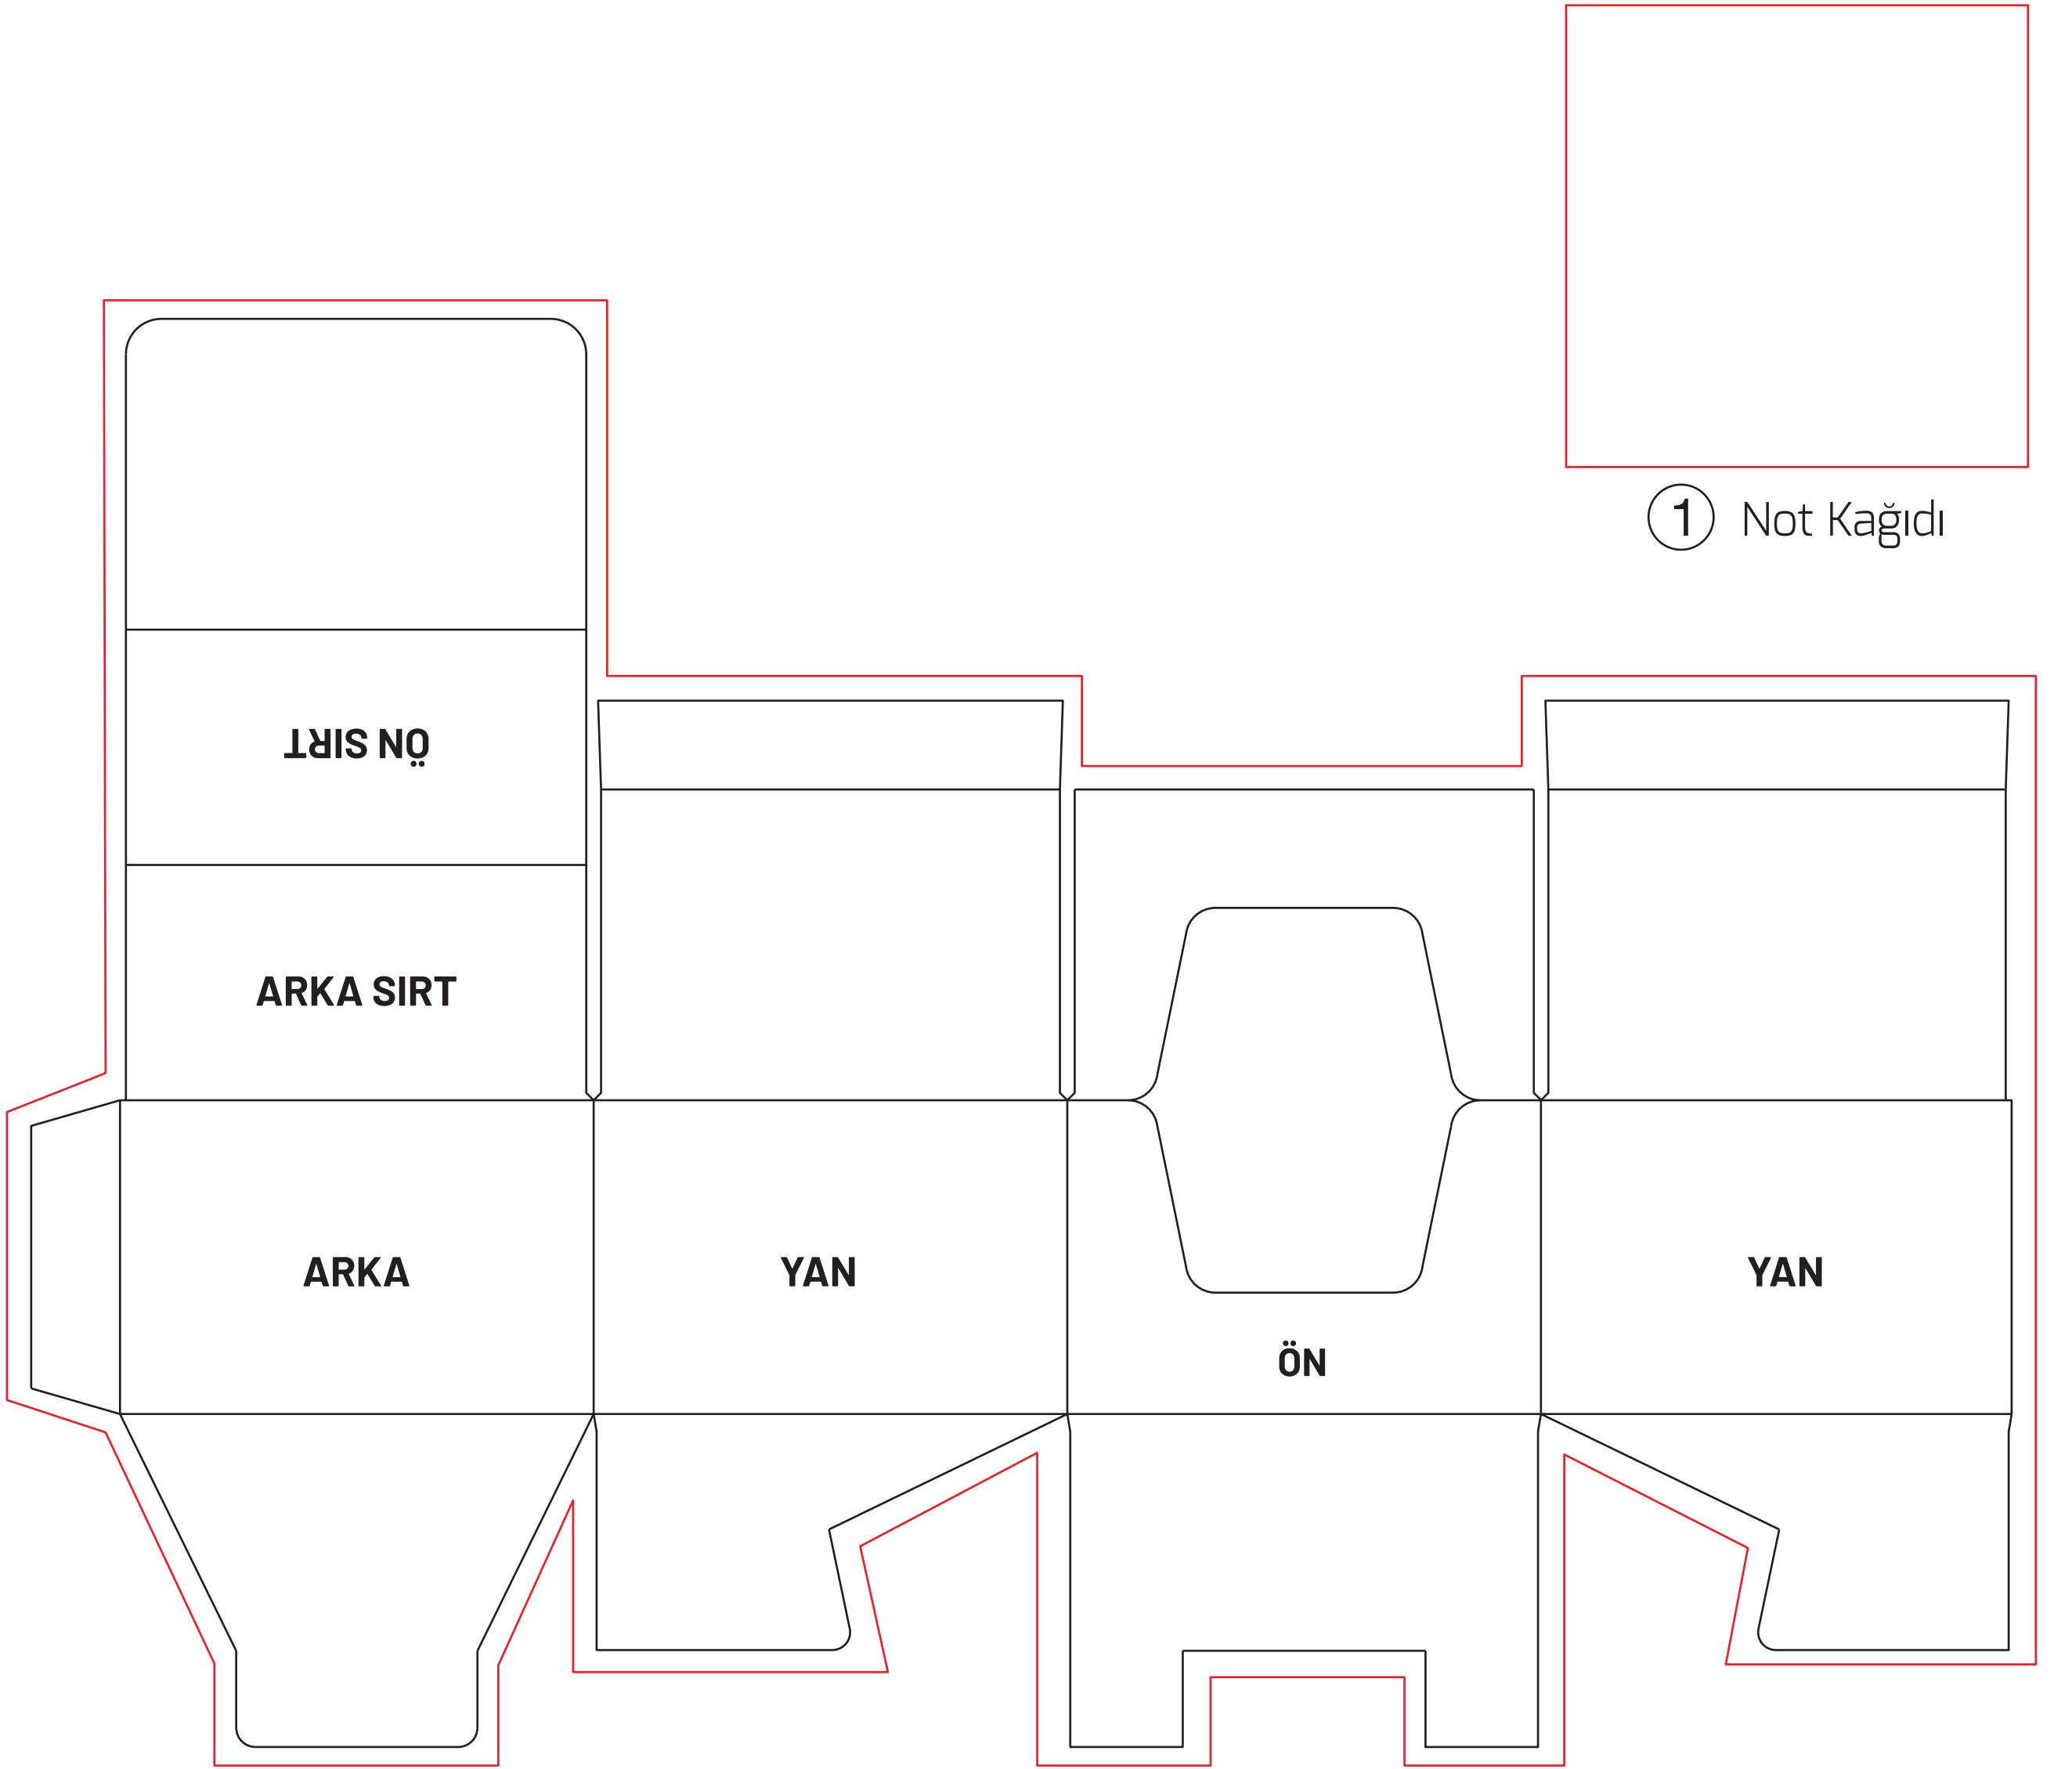 1 Not Kağıdı
ÖN SIRT
ARKA SIRT
ARKA
YAN
ÖN
YAN